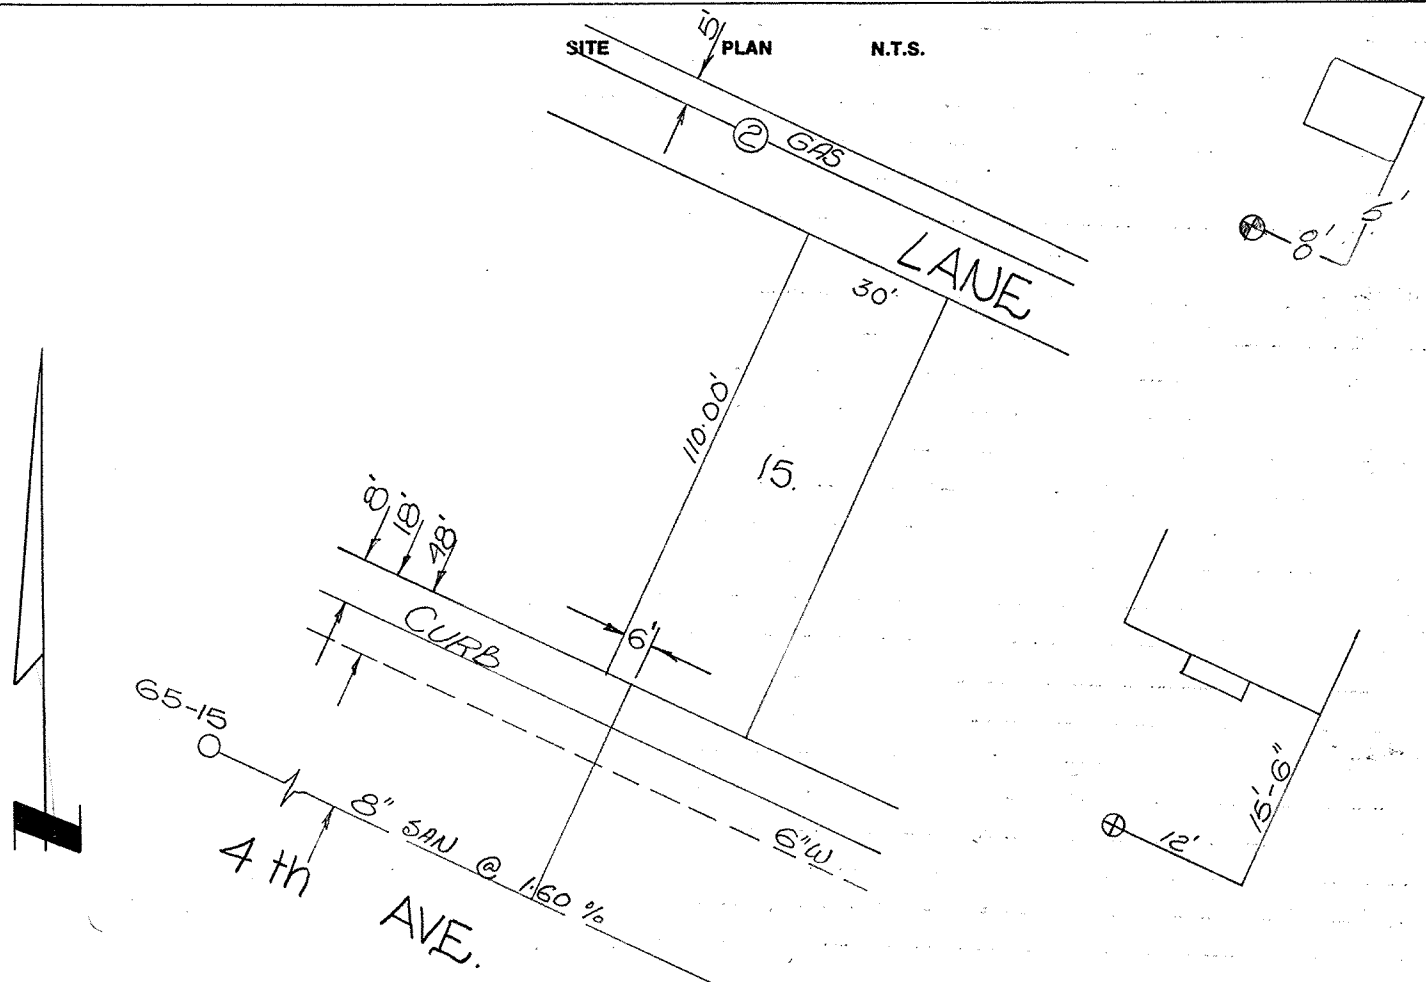 SITE PLAN N.T.S.
5'
2 GAS
LANE
30'
5'
8'
110.00'
15.
8'
18'
CURB
6'
65-15
8" SAN @ 1.60 %
6"W
4 th AVE.
12'
15'-6"